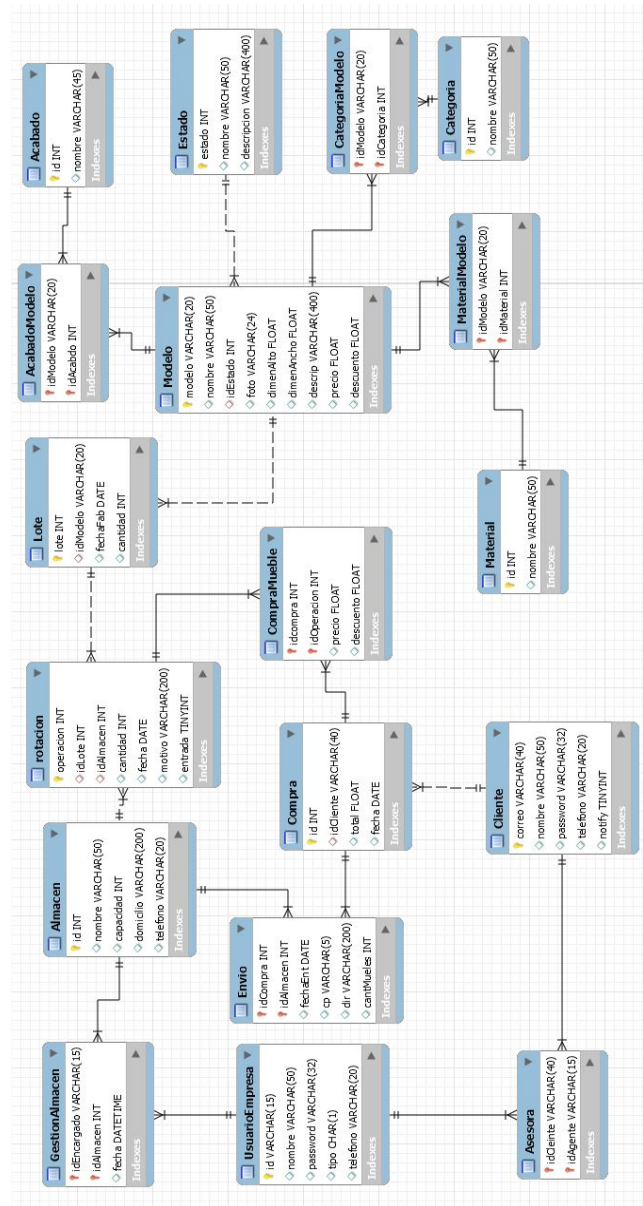 Asesora
idCleinte VARCHAR(40)
idAgente VARCHAR(15)
Indexes
UsuarioEmpresa
id VARCHAR(15)
nombre VARCHAR(50)
password VARCHAR(32)
tipo CHAR(1)
telefono VARCHAR(20)
Indexes
GestionAlmacen
idEncargado VARCHAR(15)
idAlmacen INT
fecha DATETIME
Indexes
Envio
idCompra INT
idAlmacen INT
fechaEnt DATE
cp VARCHAR(5)
dir VARCHAR(200)
cantMueles INT
Indexes
Almacen
id INT
nombre VARCHAR(50)
capacidad INT
domicilio VARCHAR(200)
telefono VARCHAR(20)
Indexes
Cliente
correo VARCHAR(40)
nombre VARCHAR(50)
password VARCHAR(32)
telefono VARCHAR(20)
notify TINYINT
Indexes
Compra
id INT
idCliente VARCHAR(40)
total FLOAT
fecha DATE
Indexes
rotacion
operacion INT
idLote INT
idAlmacen INT
cantidad INT
fecha DATE
motivo VARCHAR(200)
entrada TINYINT
Indexes
Lote
lote INT
idModelo VARCHAR(20)
fechaFab DATE
cantidad INT
Indexes
CompraMueble
idcompra INT
idOperacion INT
precio FLOAT
descuento FLOAT
Indexes
Material
id INT
nombre VARCHAR(50)
Indexes
Modelo
modelo VARCHAR(20)
nombre VARCHAR(50)
idEstado INT
foto VARCHAR(24)
dimenAlto FLOAT
dimenAncho FLOAT
descrip VARCHAR(400)
precio FLOAT
descuento FLOAT
Indexes
AcabadoModelo
idModelo VARCHAR(20)
idAcabdo INT
Indexes
Acabado
id INT
nombre VARCHAR(45)
Indexes
MaterialModelo
idModelo VARCHAR(20)
idMaterial INT
Indexes
Estado
estado INT
nombre VARCHAR(50)
descripcion VARCHAR(400)
Indexes
CategoriaModelo
idModelo VARCHAR(20)
idCategoria INT
Indexes
Categoria
id INT
nombre VARCHAR(50)
Indexes